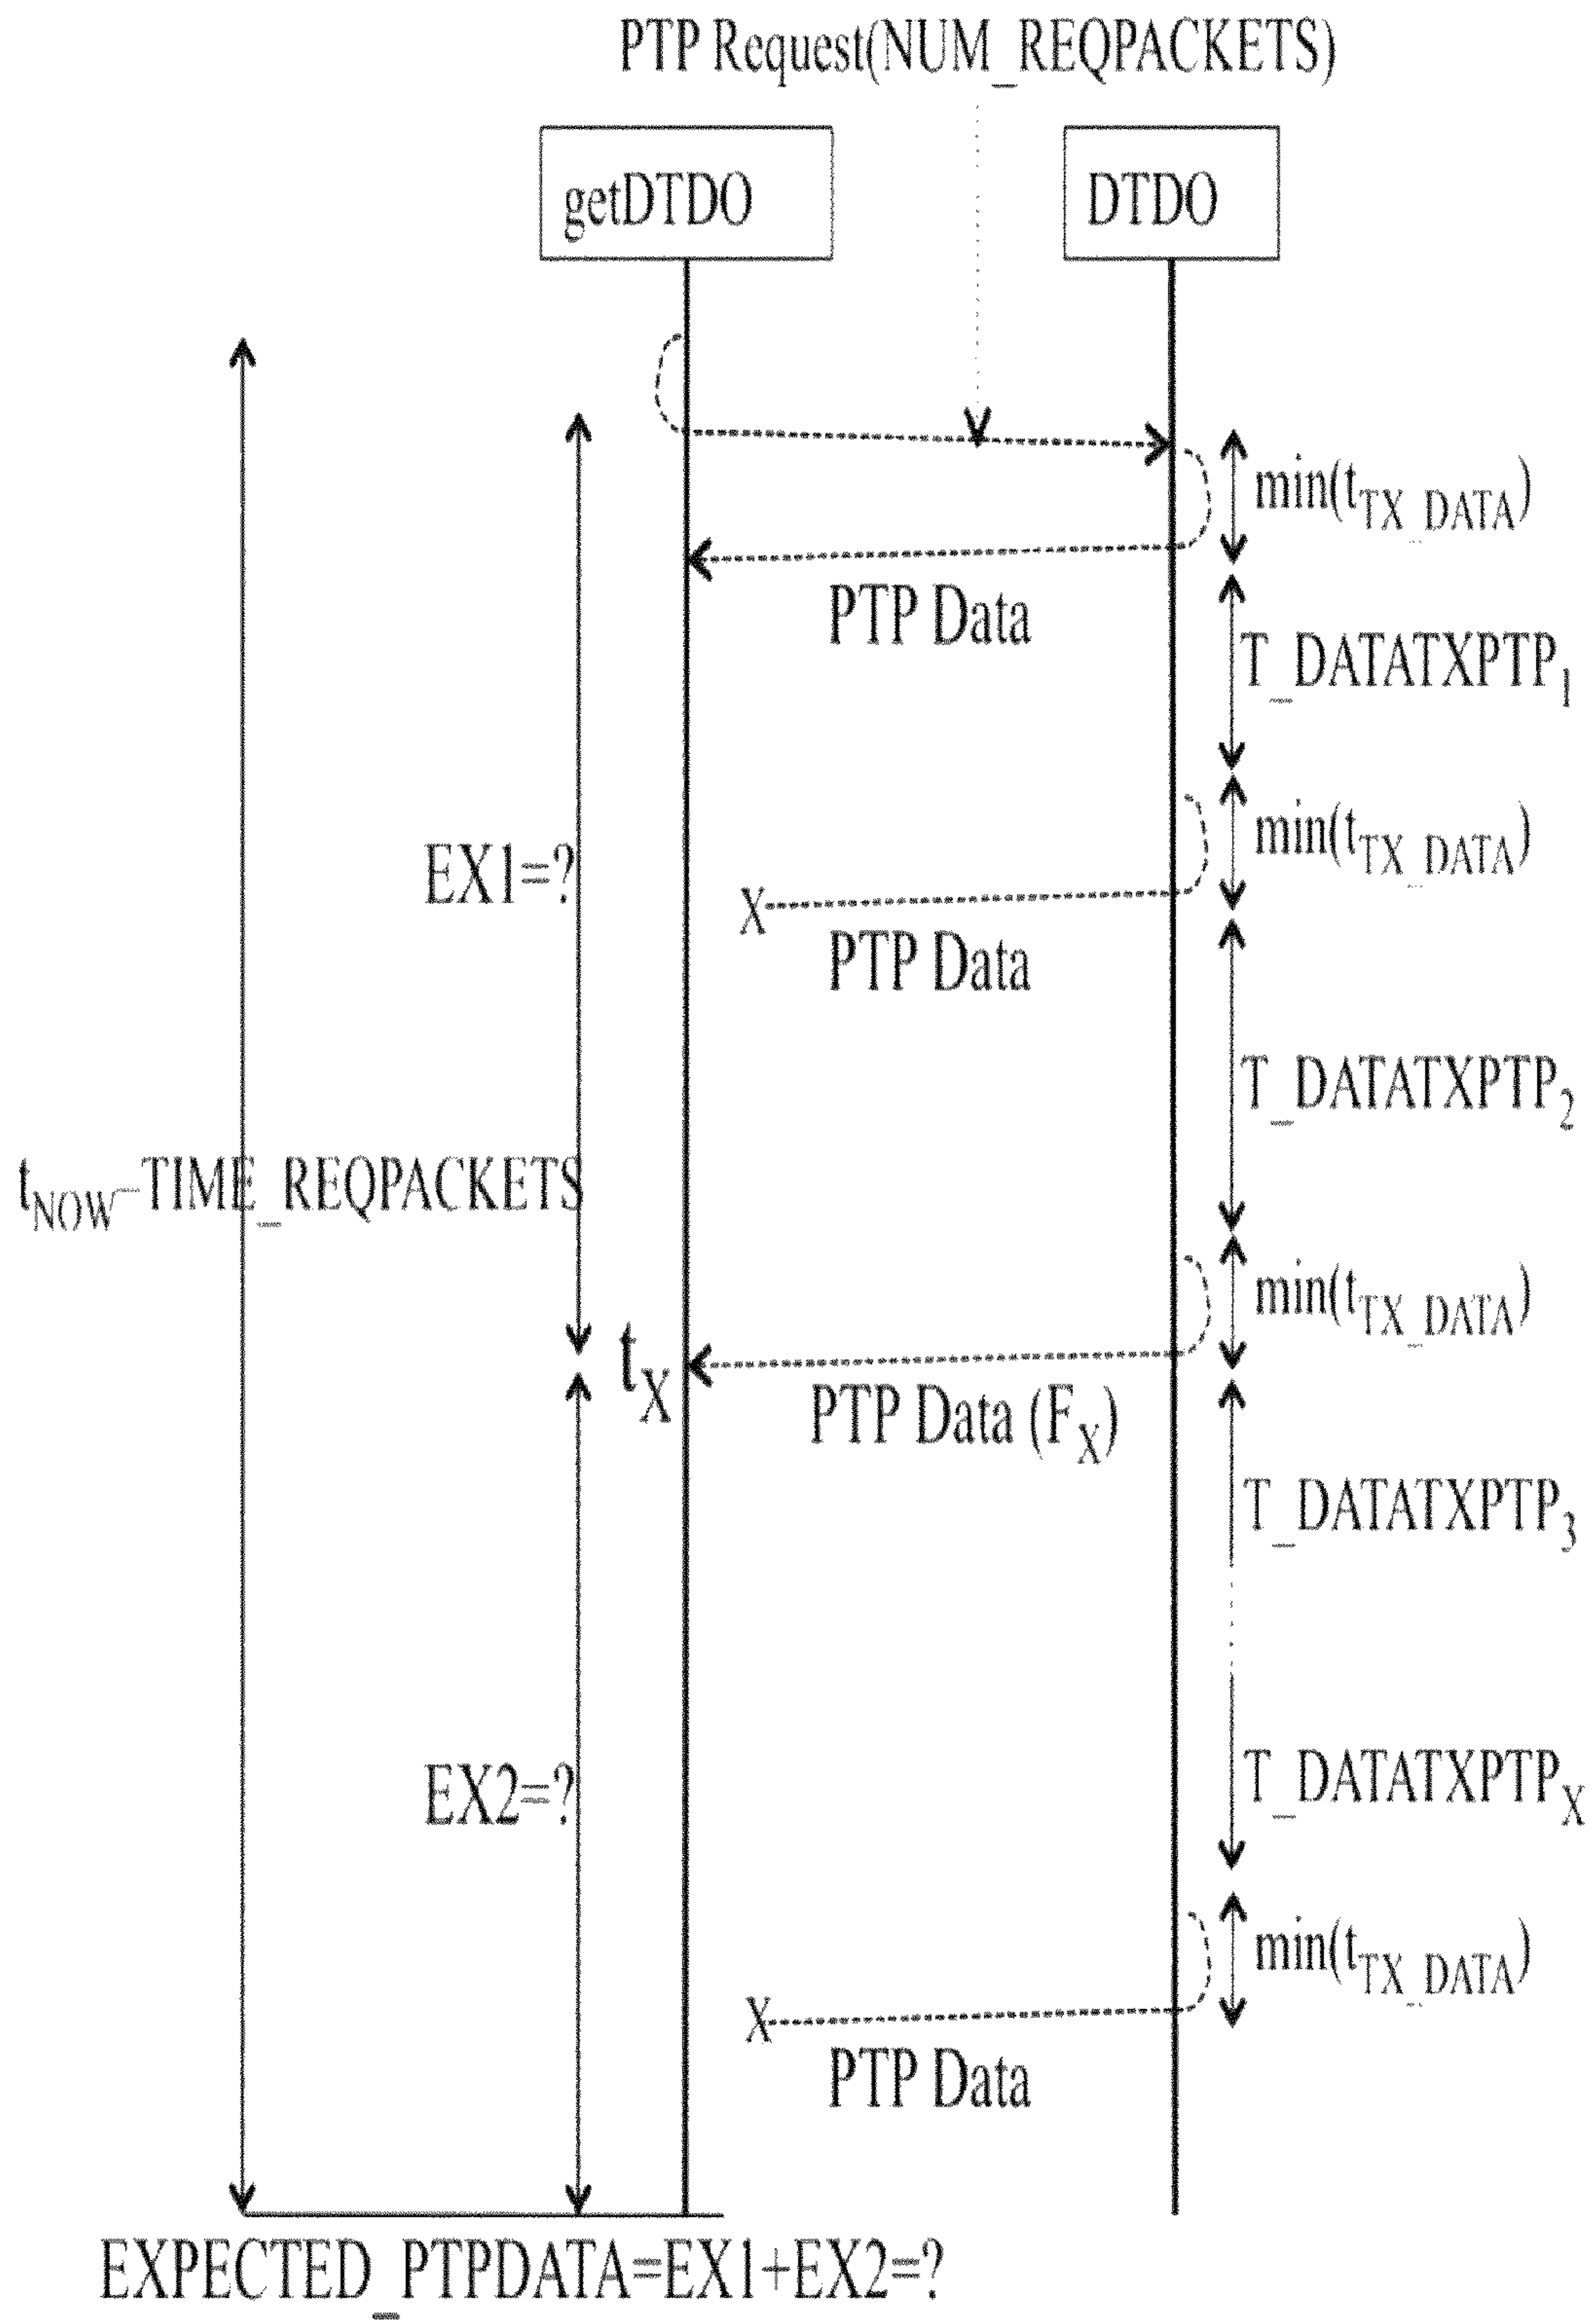 PTP Request(NUM_REQPACKETS)
getDTDO
DTDO
min(tTX_DATA)
PTP Data
T_DATATXPTP1
min(tTX_DATA)
EX1=?
X
PTP Data
T_DATATXPTP2
tNOW-TIME_REQPACKETS
min(tTX_DATA)
tX
PTP Data (FX)
T_DATATXPTP3
T_DATATXPTPX
EX2=?
min(tTX_DATA)
X
PTP Data
EXPECTED_PTPDATA=EX1+EX2=?